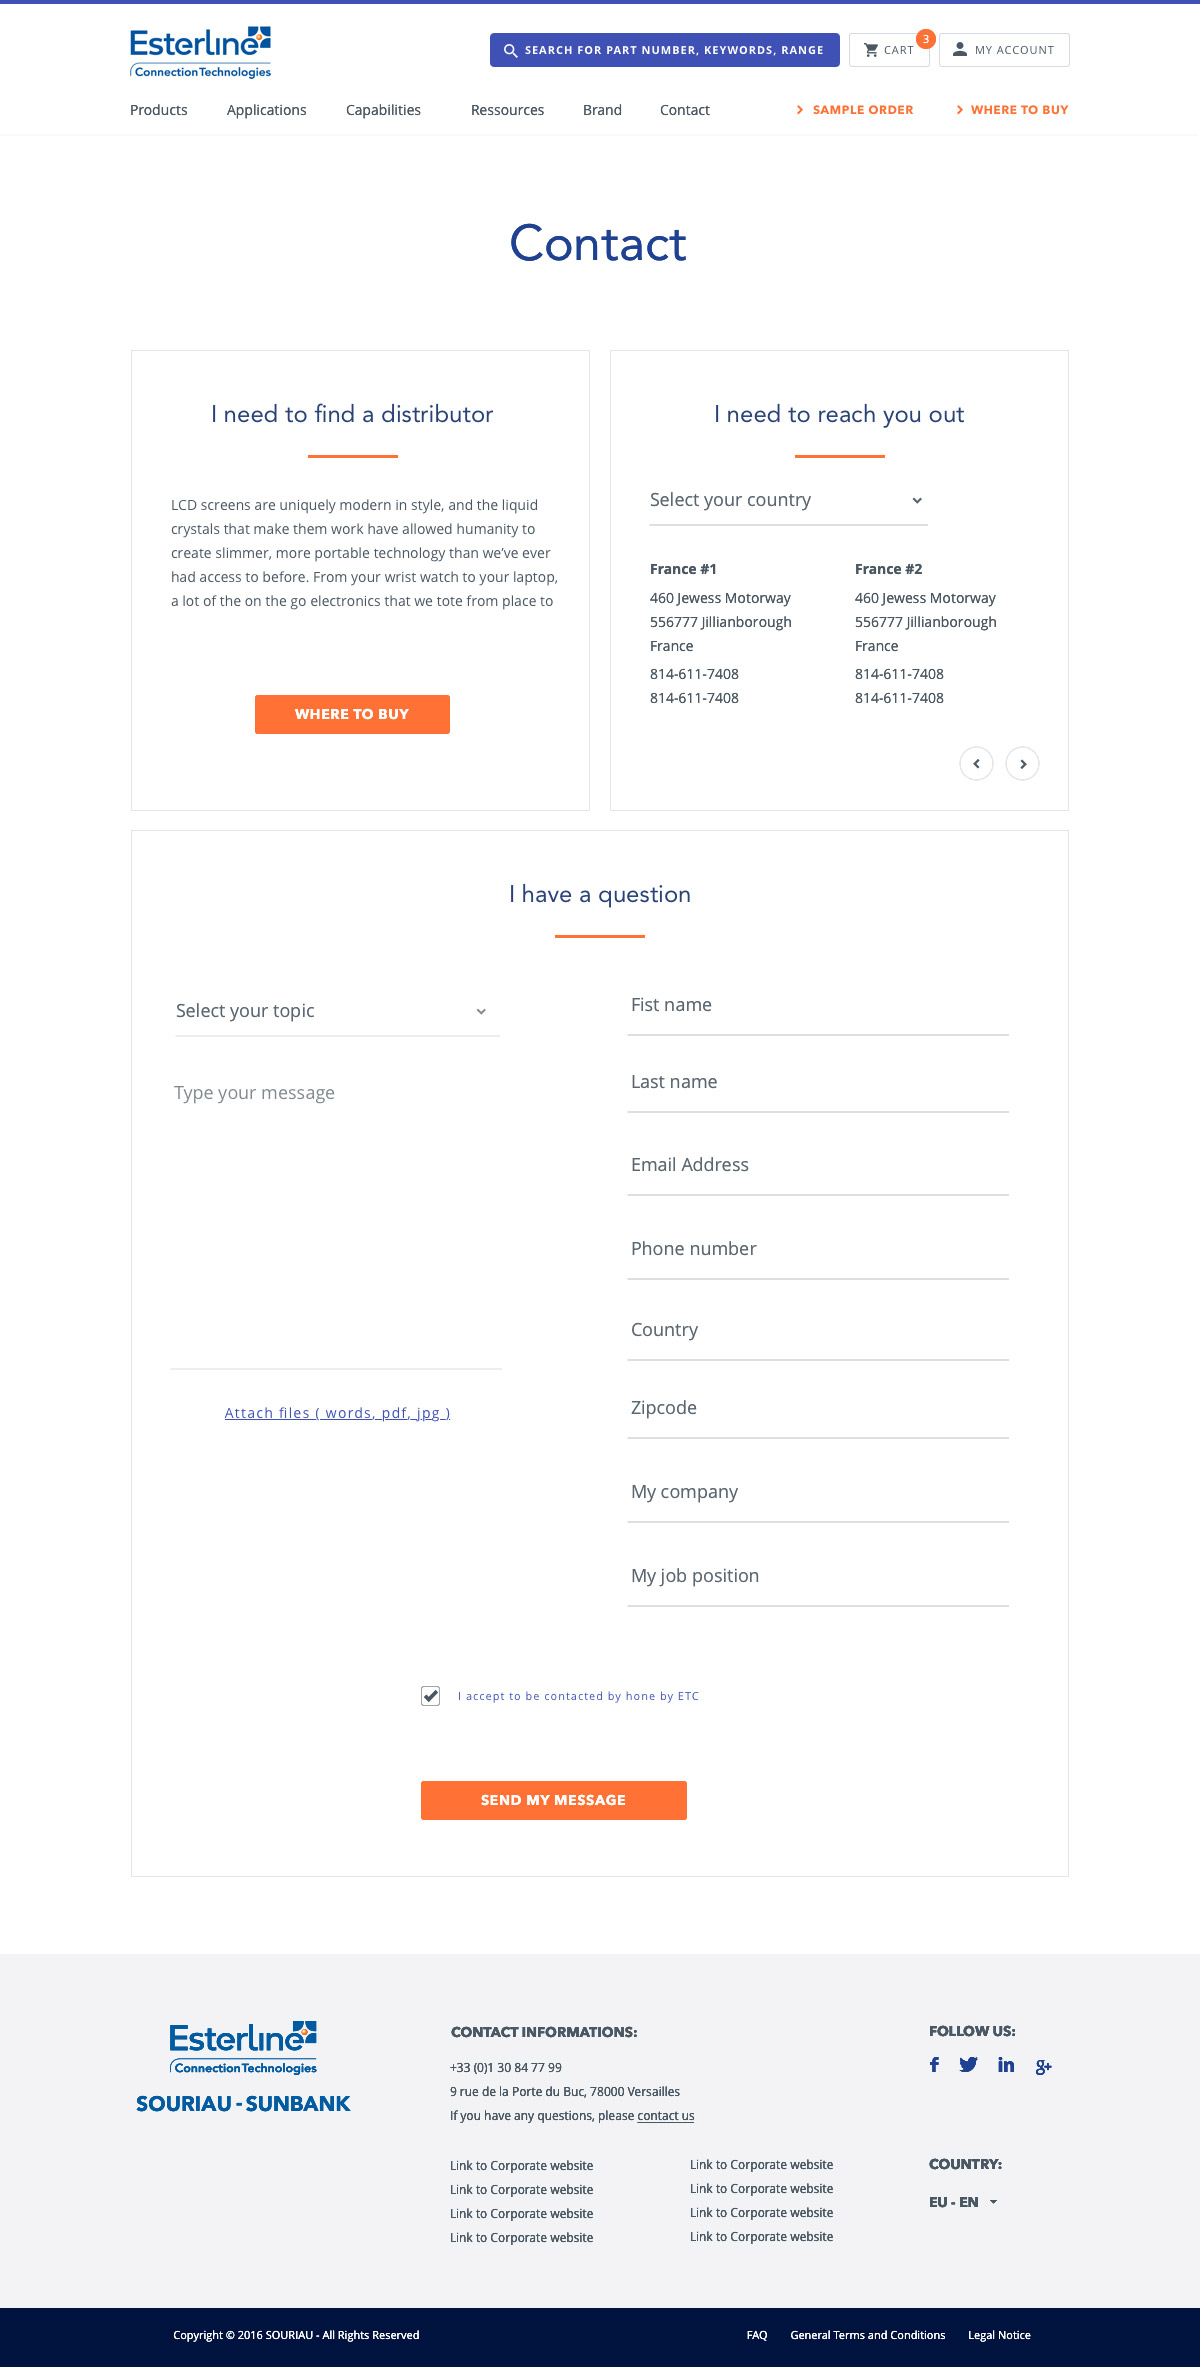 Esterline
Connection Technologies
SEARCH FOR PART NUMBER, KEYWORDS, RANGE
CART
3
MY ACCOUNT
Products
Applications
Capabilities
Ressources
Brand
Contact
SAMPLE ORDER
WHERE TO BUY
Contact
I need to find a distributor
LCD screens are uniquely modern in style, and the liquid
crystals that make them work have allowed humanity to
create slimmer, more portable technology than we’ve ever
had access to before. From your wrist watch to your laptop,
a lot of the on the go electronics that we tote from place to
WHERE TO BUY
I need to reach you out
Select your country
France #1
460 Jewess Motorway
556777 Jillianborough
France
814-611-7408
814-611-7408
France #2
460 Jewess Motorway
556777 Jillianborough
France
814-611-7408
814-611-7408
I have a question
Select your topic
Type your message
Attach files ( words, pdf, jpg )
Fist name
Last name
Email Address
Phone number
Country
Zipcode
My company
My job position
I accept to be contacted by hone by ETC
SEND MY MESSAGE
Esterline
Connection Technologies
SOURIAU - SUNBANK
CONTACT INFORMATIONS:
+33 (0)1 30 84 77 99
9 rue de la Porte du Buc, 78000 Versailles
If you have any questions, please contact us
Link to Corporate website
Link to Corporate website
Link to Corporate website
Link to Corporate website
Link to Corporate website
Link to Corporate website
Link to Corporate website
Link to Corporate website
FOLLOW US:
COUNTRY:
EU - EN
Copyright © 2016 SOURIAU - All Rights Reserved
FAQ
General Terms and Conditions
Legal Notice